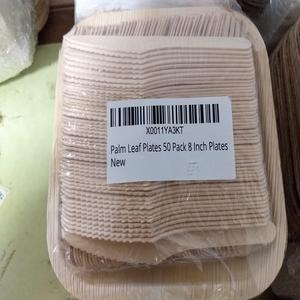 X0011YA3KT
Palm Leaf Plates 50 Pack 8 Inch Plates
New